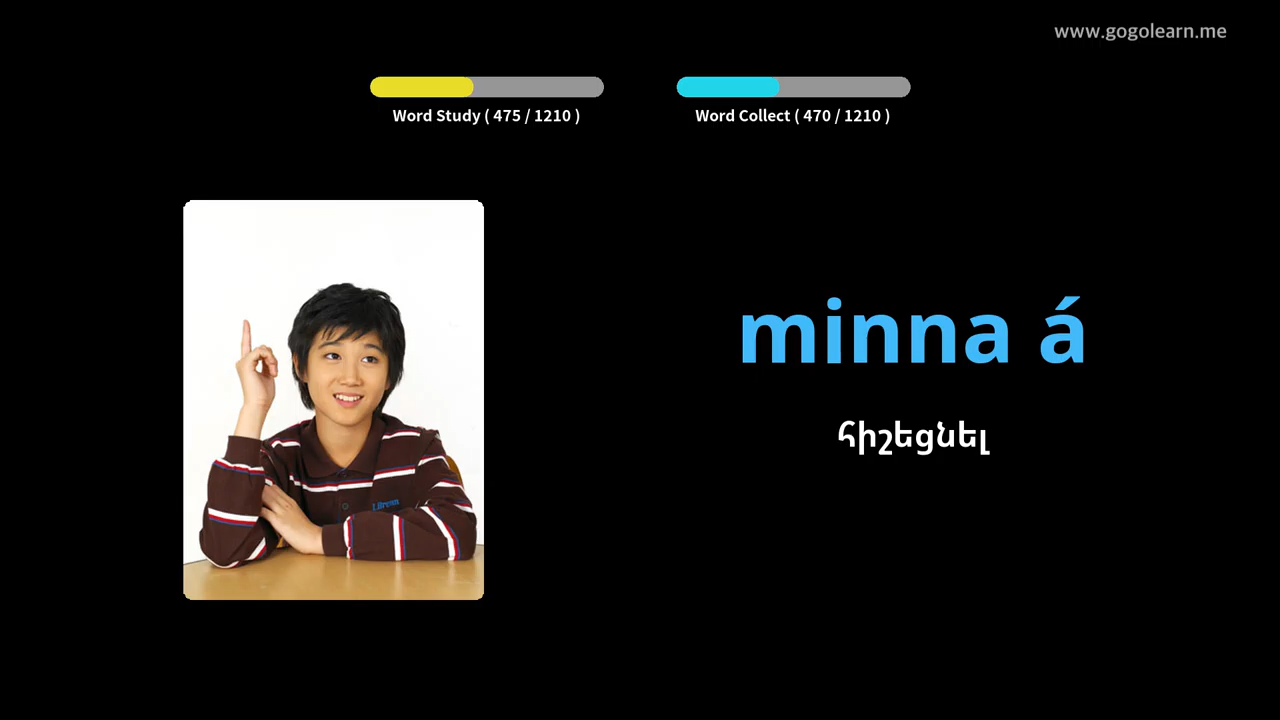 www.gogolearn.me
Word Study ( 475 / 1210 )
Word Collect ( 470 / 1210 )
minna á
հիշեցնել